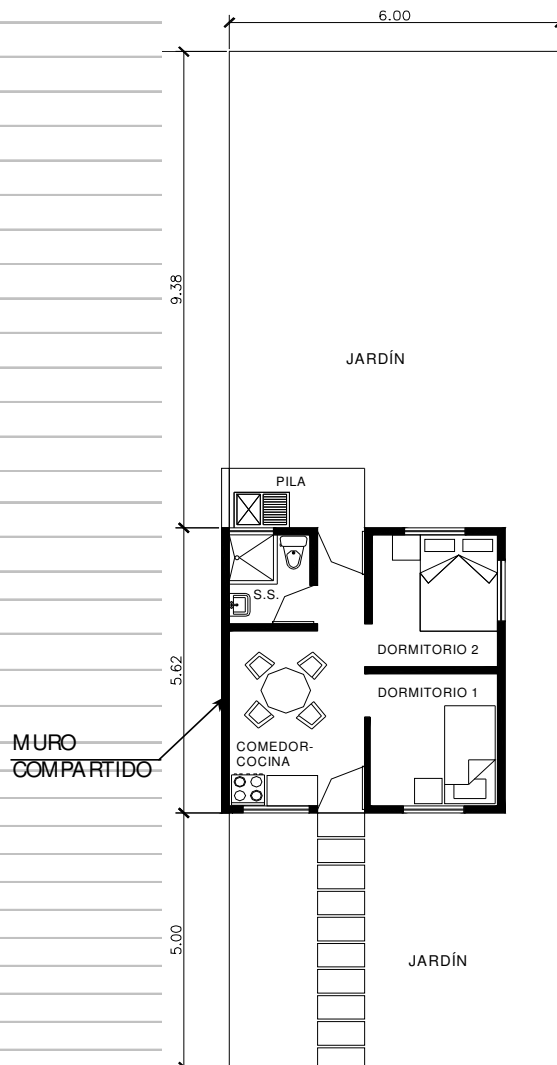 6.00
9.38
JARDÍN
PILA
S.S.
DORMITORIO 2
5.62
DORMITORIO 1
MURO
COMPARTIDO
COMEDOR-
COCINA
5.00
JARDÍN